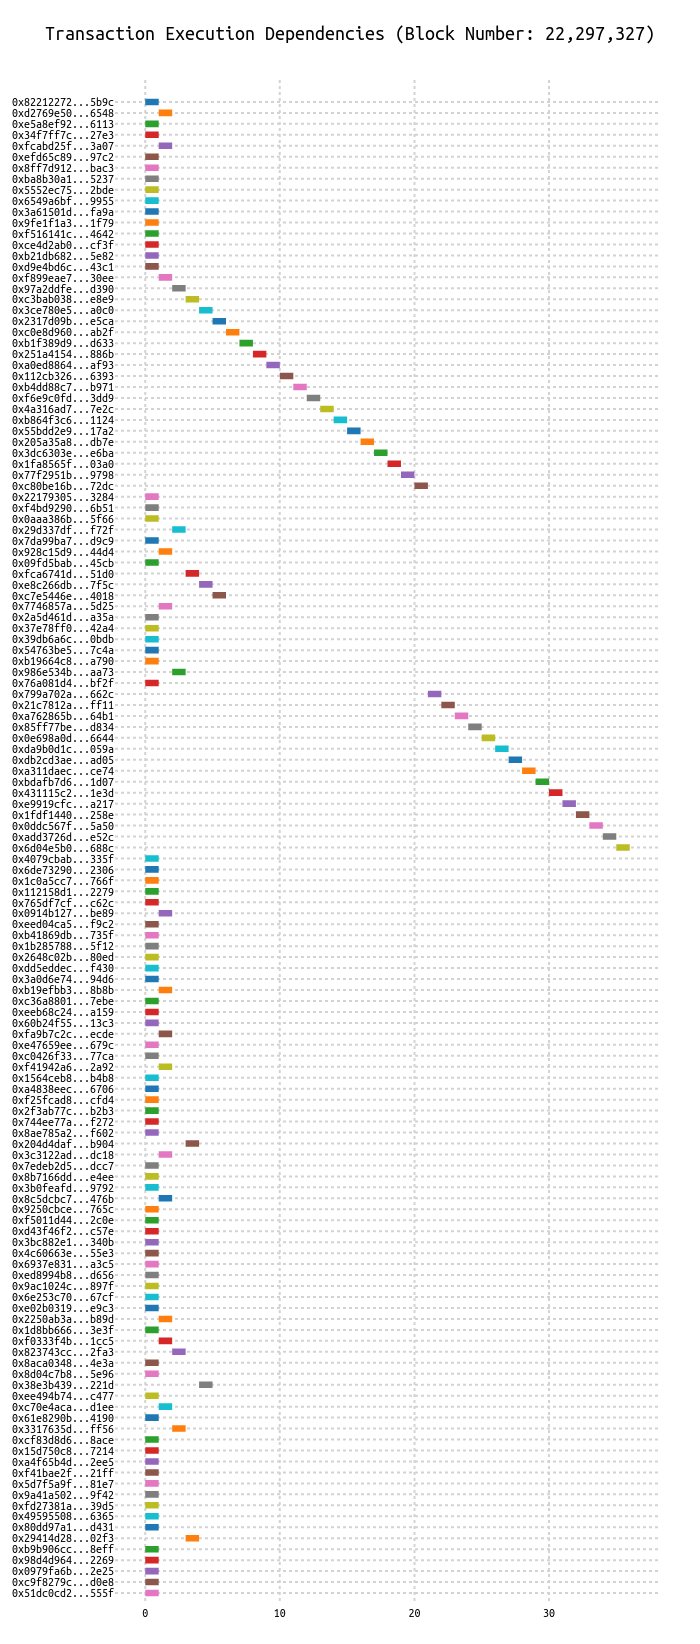 Transaction Execution Dependencies (Block Number: 22,297,327)
0x82212272...5b9c
0xd2769e50...6548
0xe5a8ef92...6113
0x34f7ff7c...27e3
0xfcabd25f...3a07
0xefd65c89...97c2
0x8ff7d912...bac3
0xba8b30a1...5237
0x5552ec75...2bde
0x6549a6bf...9955
0x3a61501d...fa9a
0x9fe1f1a3...1f79
0xf516141c...4642
0xce4d2ab0...cf3f
0xb21db682...5e82
0xd9e4bd6c...43c1
0xf899eae7...30ee
0x97a2ddfe...d390
0xc3bab038...e8e9
0x3ce780e5...a0c0
0x2317d09b...e5ca
0xc0e8d960...ab2f
0xb1f389d9...d633
0x251a4154...886b
0xa0ed8864...af93
0x112cb326...6393
0xb4dd88c7...b971
0xf6e9c0fd...3dd9
0x4a316ad7...7e2c
0xb864f3c6...1124
0x55bdd2e9...17a2
0x205a35a8...db7e
0x3dc6303e...e6ba
0x1fa8565f...03a0
0x77f2951b...9798
0xc80be16b...72dc
0x22179305...3284
0xf4bd9290...6b51
0x0aaa386b...5f66
0x29d337df...f72f
0x7da99ba7...d9c9
0x928c15d9...44d4
0x09fd5bab...45cb
0xfca6741d...51d0
0xe8c266db...7f5c
0xc7e5446e...4018
0x7746857a...5d25
0x2a5d461d...a35a
0x37e78ff0...42a4
0x39db6a6c...0bdb
0x54763be5...7c4a
0xb19664c8...a790
0x986e534b...aa73
0x76a081d4...bf2f
0x799a702a...662c
0x21c7812a...ff11
0xa762865b...64b1
0x85ff77be...d834
0x0e698a0d...6644
0xda9b0d1c...059a
0xdb2cd3ae...ad05
0xa311daec...ce74
0xbdafb7d6...1d07
0x431115c2...1e3d
0xe9919cfc...a217
0x1fdf1440...258e
0x0ddc567f...5a50
0xadd3726d...e52c
0x6d04e5b0...688c
0x4079cbab...335f
0x6de73290...2306
0x1c0a5cc7...766f
0x112158d1...2279
0x765df7cf...c62c
0x0914b127...be89
0xeed04ca5...f9c2
0xb41869db...735f
0x1b285788...5f12
0x2648c02b...80ed
0xdd5eddec...f430
0x3a0d6e74...94d6
0xb19efbb3...8b8b
0xc36a8801...7ebe
0xeeb68c24...a159
0x60b24f55...13c3
0xfa9b7c2c...ecde
0xe47659ee...679c
0xc0426f33...77ca
0xf41942a6...2a92
0x1564ceb8...b4b8
0xa4838eec...6706
0xf25fcad8...cfd4
0x2f3ab77c...b2b3
0x744ee77a...f272
0x8ae785a2...f602
0x204d4daf...b904
0x3c3122ad...dc18
0x7edeb2d5...dcc7
0x8b7166dd...e4ee
0x3b0feafd...9792
0x8c5dcbc7...476b
0x9250cbce...765c
0xf5011d44...2c0e
0xd43f46f2...c57e
0x3bc882e1...340b
0x4c60663e...55e3
0x6937e831...a3c5
0xed8994b8...d656
0x9ac1024c...897f
0x6e253c70...67cf
0xe02b0319...e9c3
0x2250ab3a...b89d
0x1d8bb666...3e3f
0xf0333f4b...1cc5
0x823743cc...2fa3
0x8aca0348...4e3a
0x8d04c7b8...5e96
0x38e3b439...221d
0xee494b74...c477
0xc70e4aca...d1ee
0x61e8290b...4190
0x3317635d...ff56
0xcf83d8d6...8ace
0x15d750c8...7214
0xa4f65b4d...2ee5
0xf41bae2f...21ff
0x5d7f5a9f...81e7
0x9a41a502...9f42
0xfd27381a...39d5
0x49595508...6365
0x80dd97a1...d431
0x29414d28...02f3
0xb9b906cc...8eff
0x98d4d964...2269
0x0979fa6b...2e25
0xc9f8279c...d0e8
0x51dc0cd2...555f
0 10 20 30